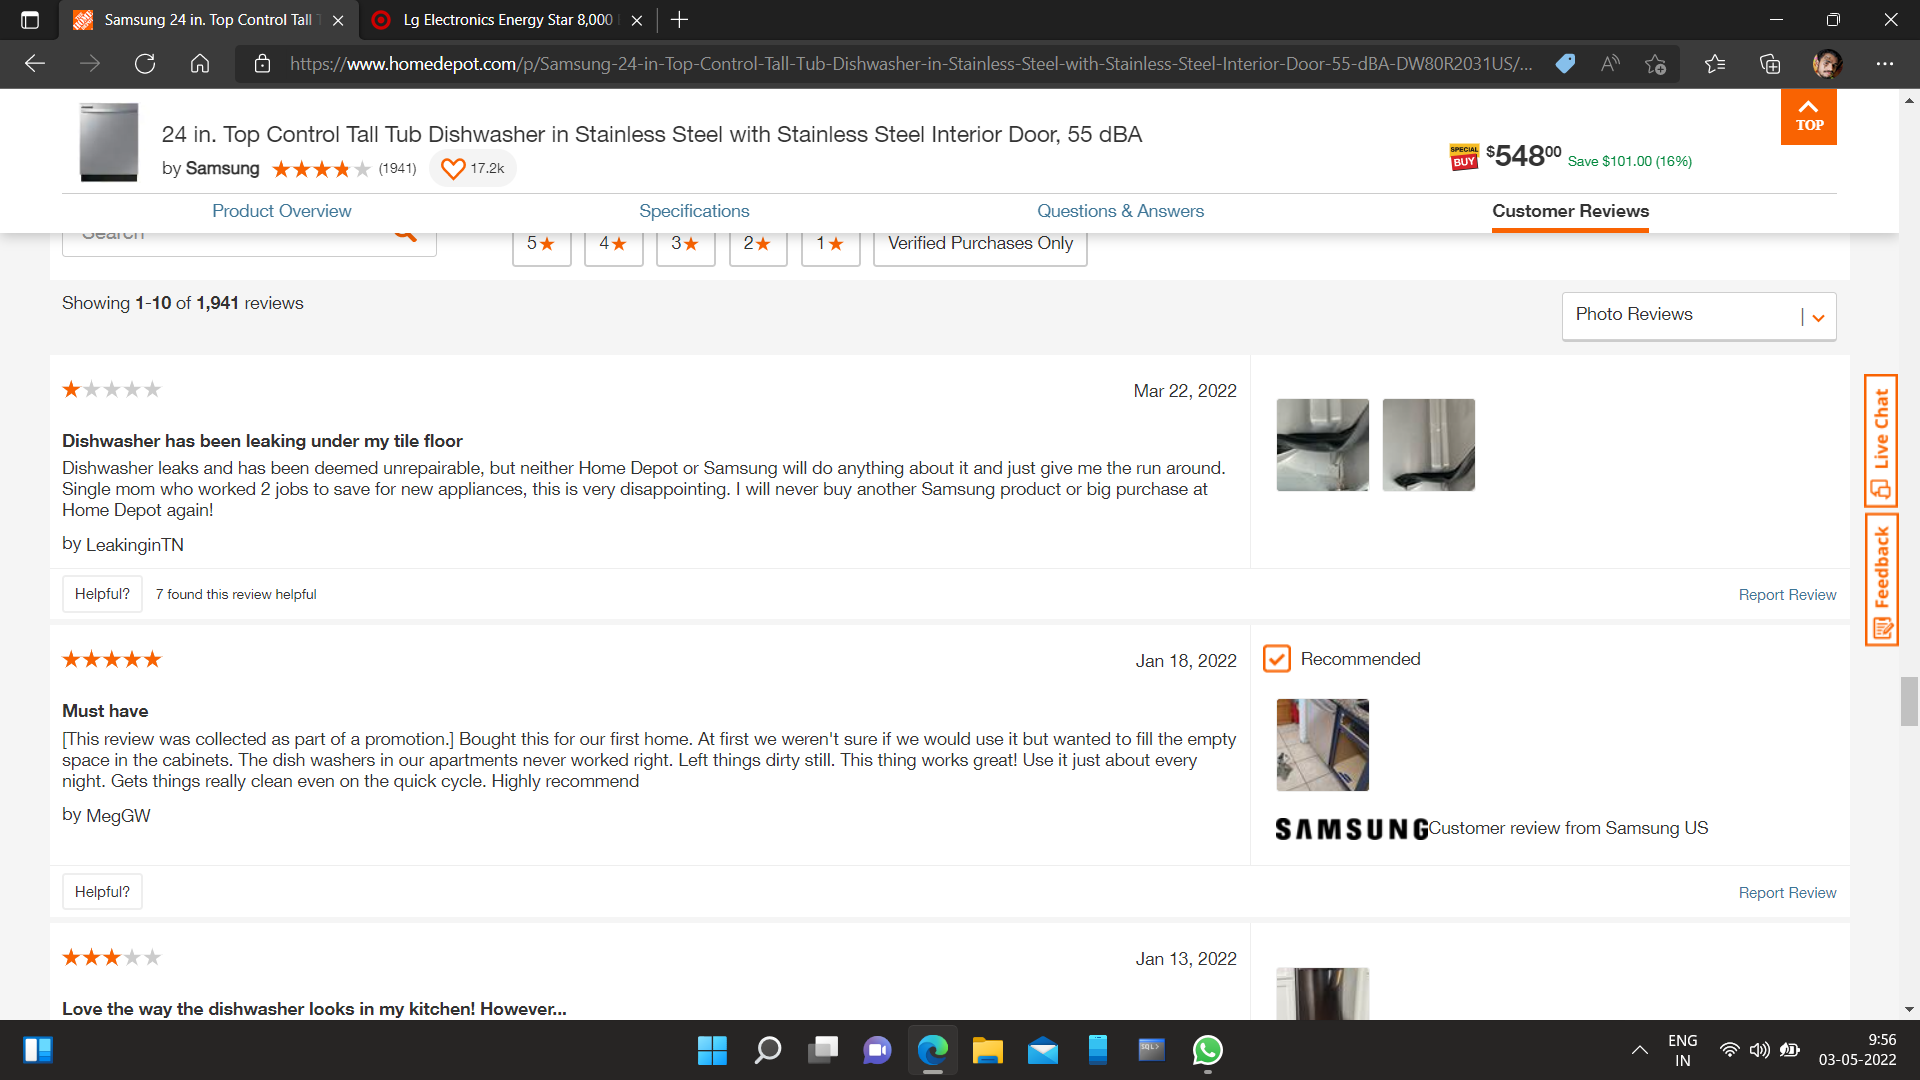 Samsung 24 in. Top Control Tall
Lg Electronics Energy Star 8,000
https://www.homedepot.com/p/Samsung-24-in-Top-Control-Tall-Tub-Dishwasher-in-Stainless-Steel-with-Stainless-Steel-Interior-Door-55-dBA-DW80R2031US/...
24 in. Top Control Tall Tub Dishwasher in Stainless Steel with Stainless Steel Interior Door, 55 dBA
by Samsung (1941) 17.2k
SPECIAL BUY $54800 Save $101.00 (16%)
TOP
Product Overview Specifications Questions & Answers Customer Reviews
Search 5★ 4★ 3★ 2★ 1★ Verified Purchases Only
Showing 1-10 of 1,941 reviews
Photo Reviews
Mar 22, 2022
Dishwasher has been leaking under my tile floor
Dishwasher leaks and has been deemed unrepairable, but neither Home Depot or Samsung will do anything about it and just give me the run around.
Single mom who worked 2 jobs to save for new appliances, this is very disappointing. I will never buy another Samsung product or big purchase at
Home Depot again!
by LeakinginTN
Helpful? 7 found this review helpful Report Review
Live Chat
Feedback
Jan 18, 2022
Recommended
Must have
[This review was collected as part of a promotion.] Bought this for our first home. At first we weren't sure if we would use it but wanted to fill the empty
space in the cabinets. The dish washers in our apartments never worked right. Left things dirty still. This thing works great! Use it just about every
night. Gets things really clean even on the quick cycle. Highly recommend
by MegGW
SAMSUNG Customer review from Samsung US
Helpful? Report Review
Jan 13, 2022
Love the way the dishwasher looks in my kitchen! However...
SQL>
ENG
IN
9:56
03-05-2022